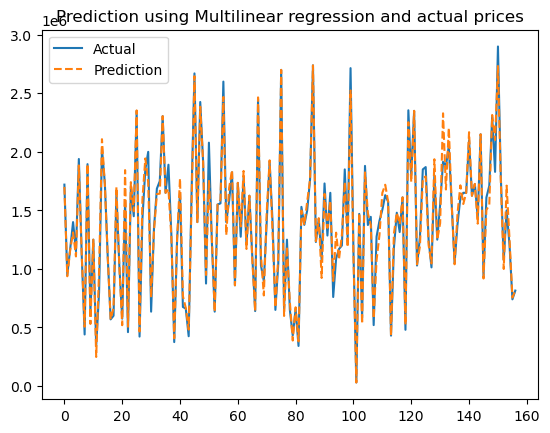 Prediction using Multilinear regression and actual prices
1e6
Actual
Prediction
3.0
2.5
2.0
1.5
1.0
0.5
0.0
0 20 40 60 80 100 120 140 160